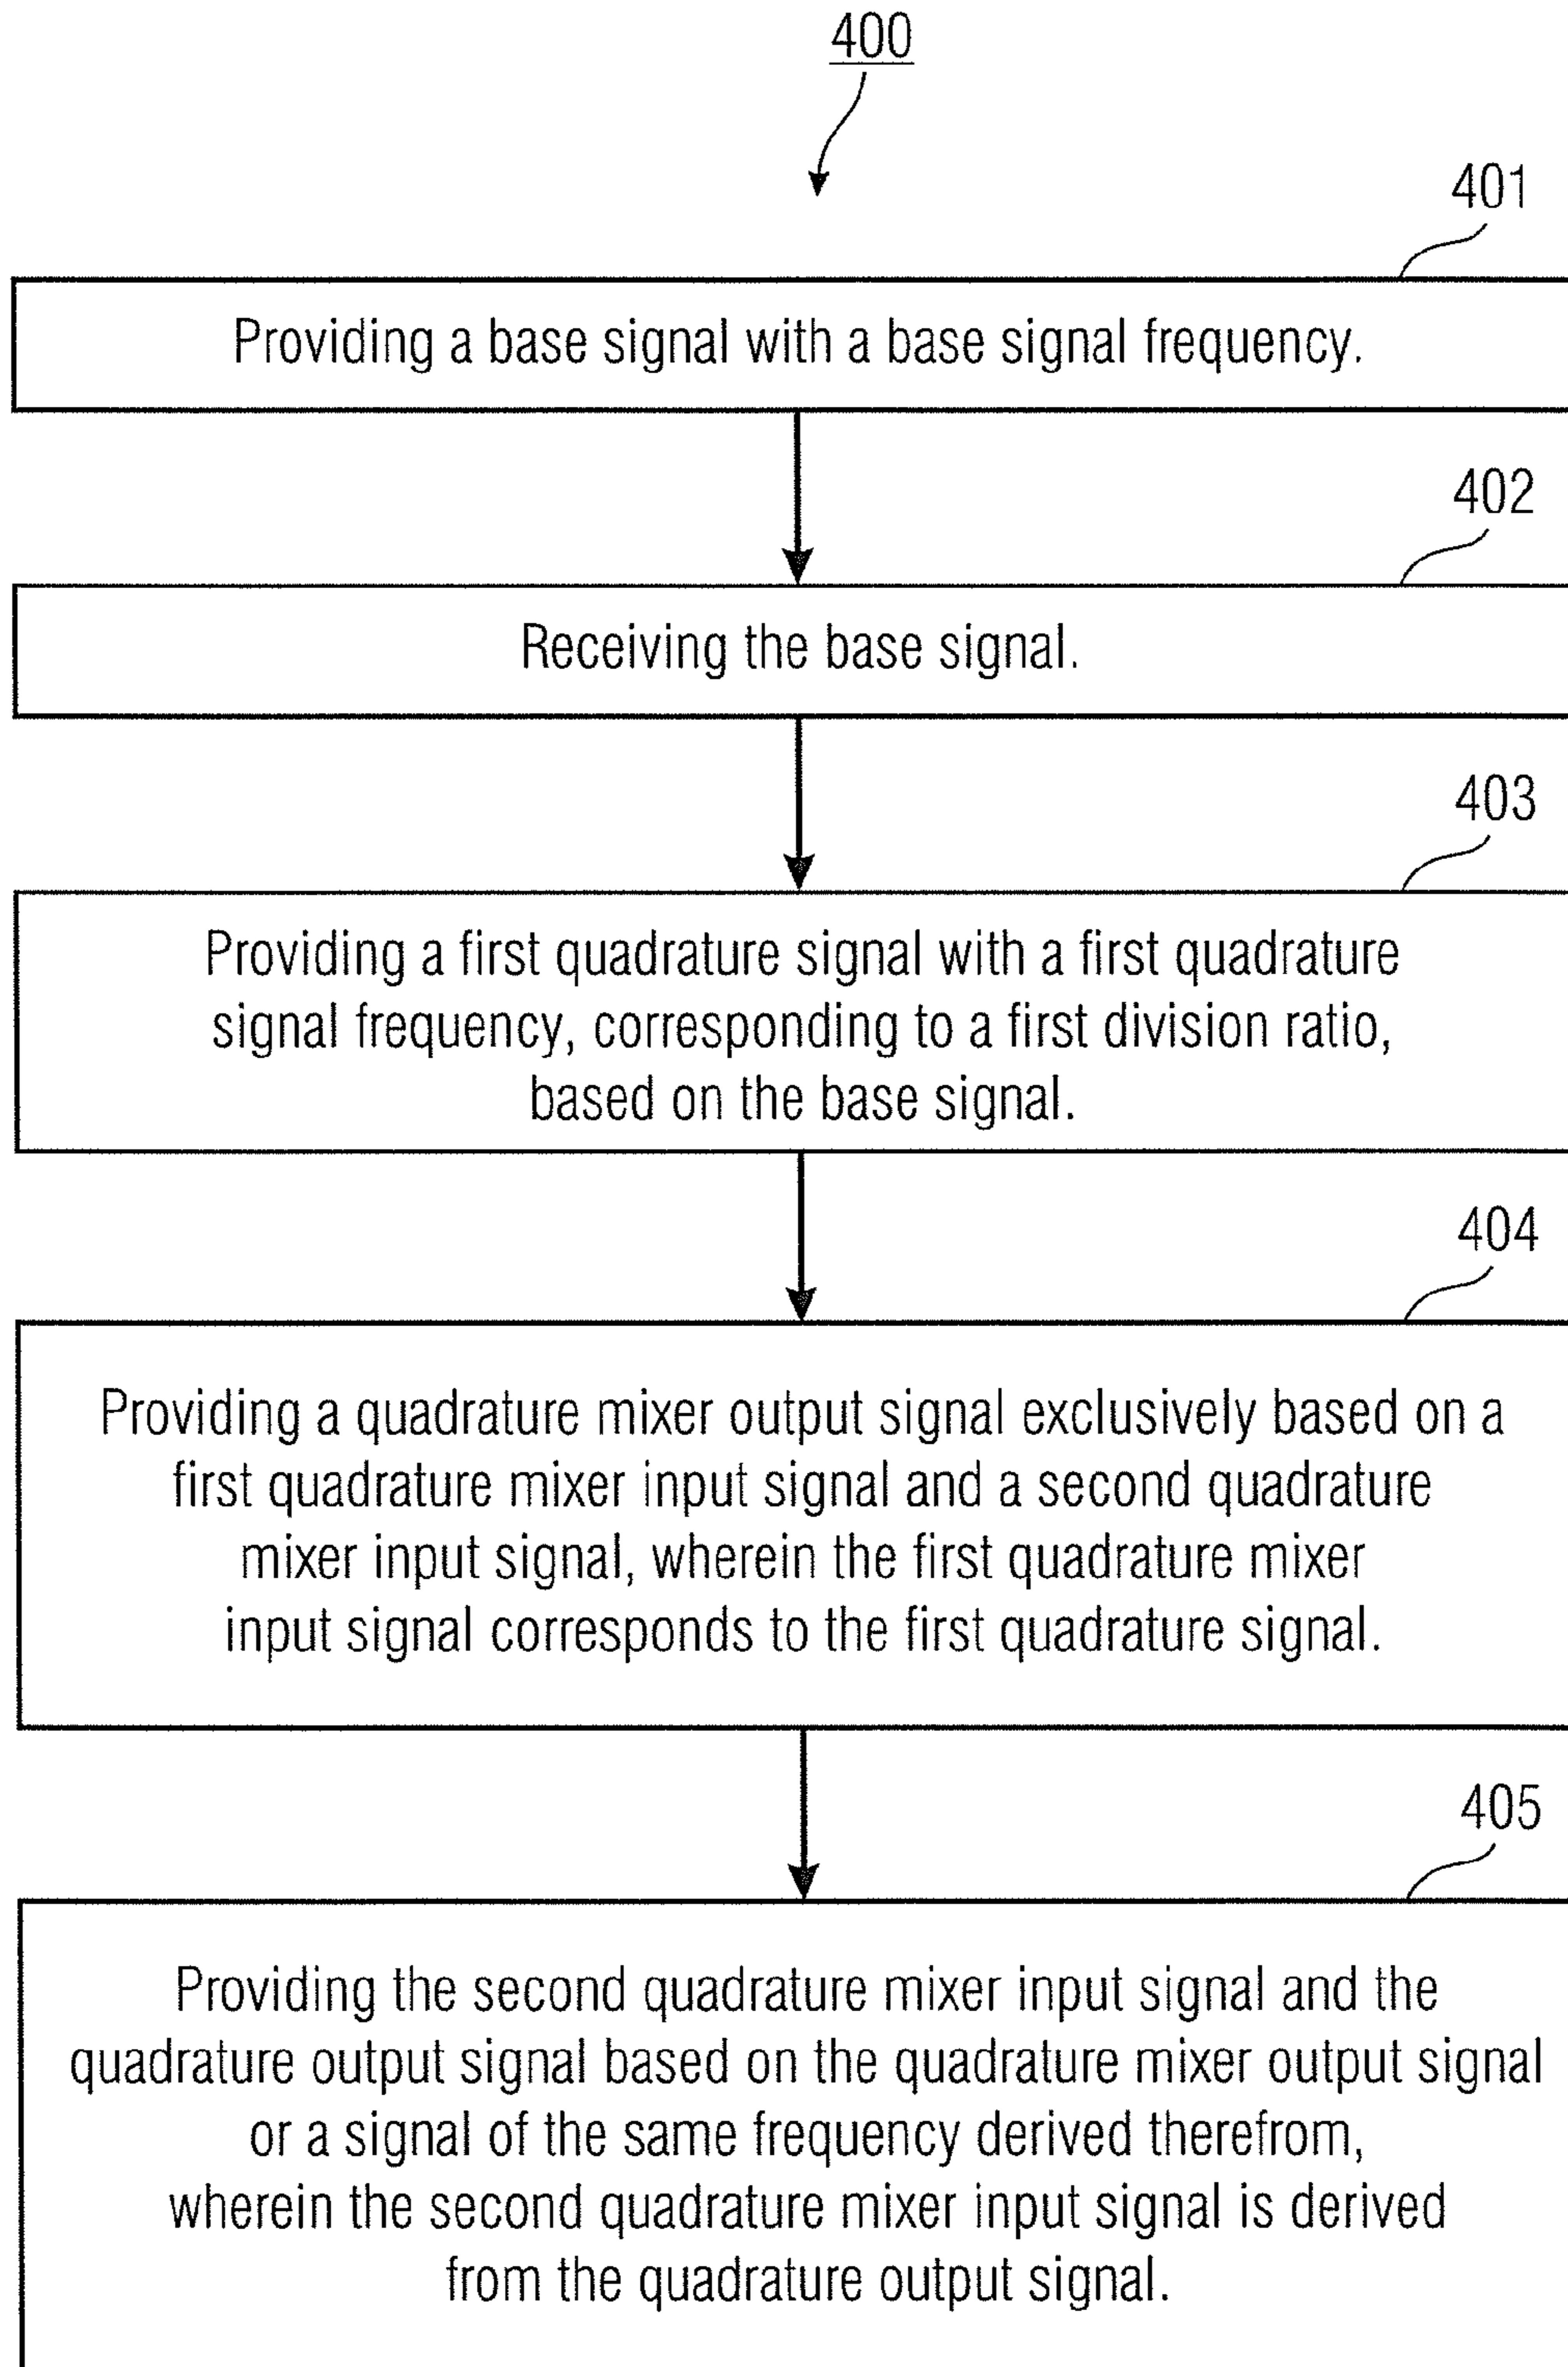 400
401
Providing a base signal with a base signal frequency.
402
Receiving the base signal.
403
Providing a first quadrature signal with a first quadrature
signal frequency, corresponding to a first division ratio,
based on the base signal.
404
Providing a quadrature mixer output signal exclusively based on a
first quadrature mixer input signal and a second quadrature
mixer input signal, wherein the first quadrature mixer
input signal corresponds to the first quadrature signal.
405
Providing the second quadrature mixer input signal and the
quadrature output signal based on the quadrature mixer output signal
or a signal of the same frequency derived therefrom,
wherein the second quadrature mixer input signal is derived
from the quadrature output signal.